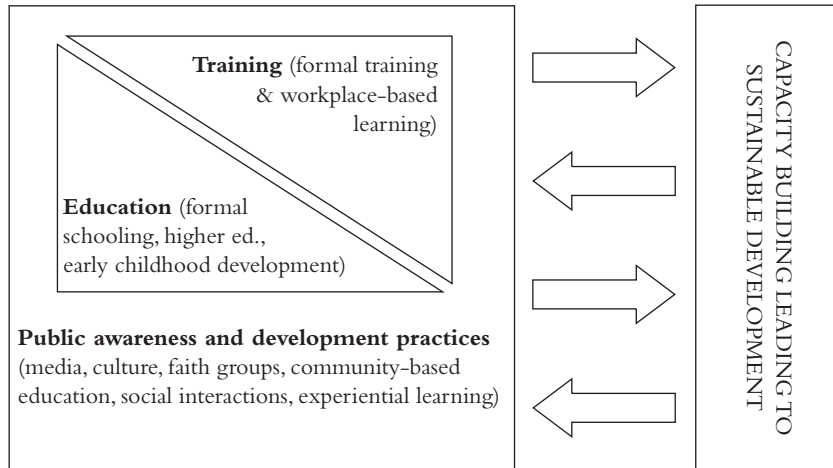 Training (formal training
& workplace-based
learning)
Education (formal
schooling, higher ed.,
early childhood development)
Public awareness and development practices
(media, culture, faith groups, community-based
education, social interactions, experiential learning)
CAPACITY BUILDING LEADING TO
SUSTAINABLE DEVELOPMENT